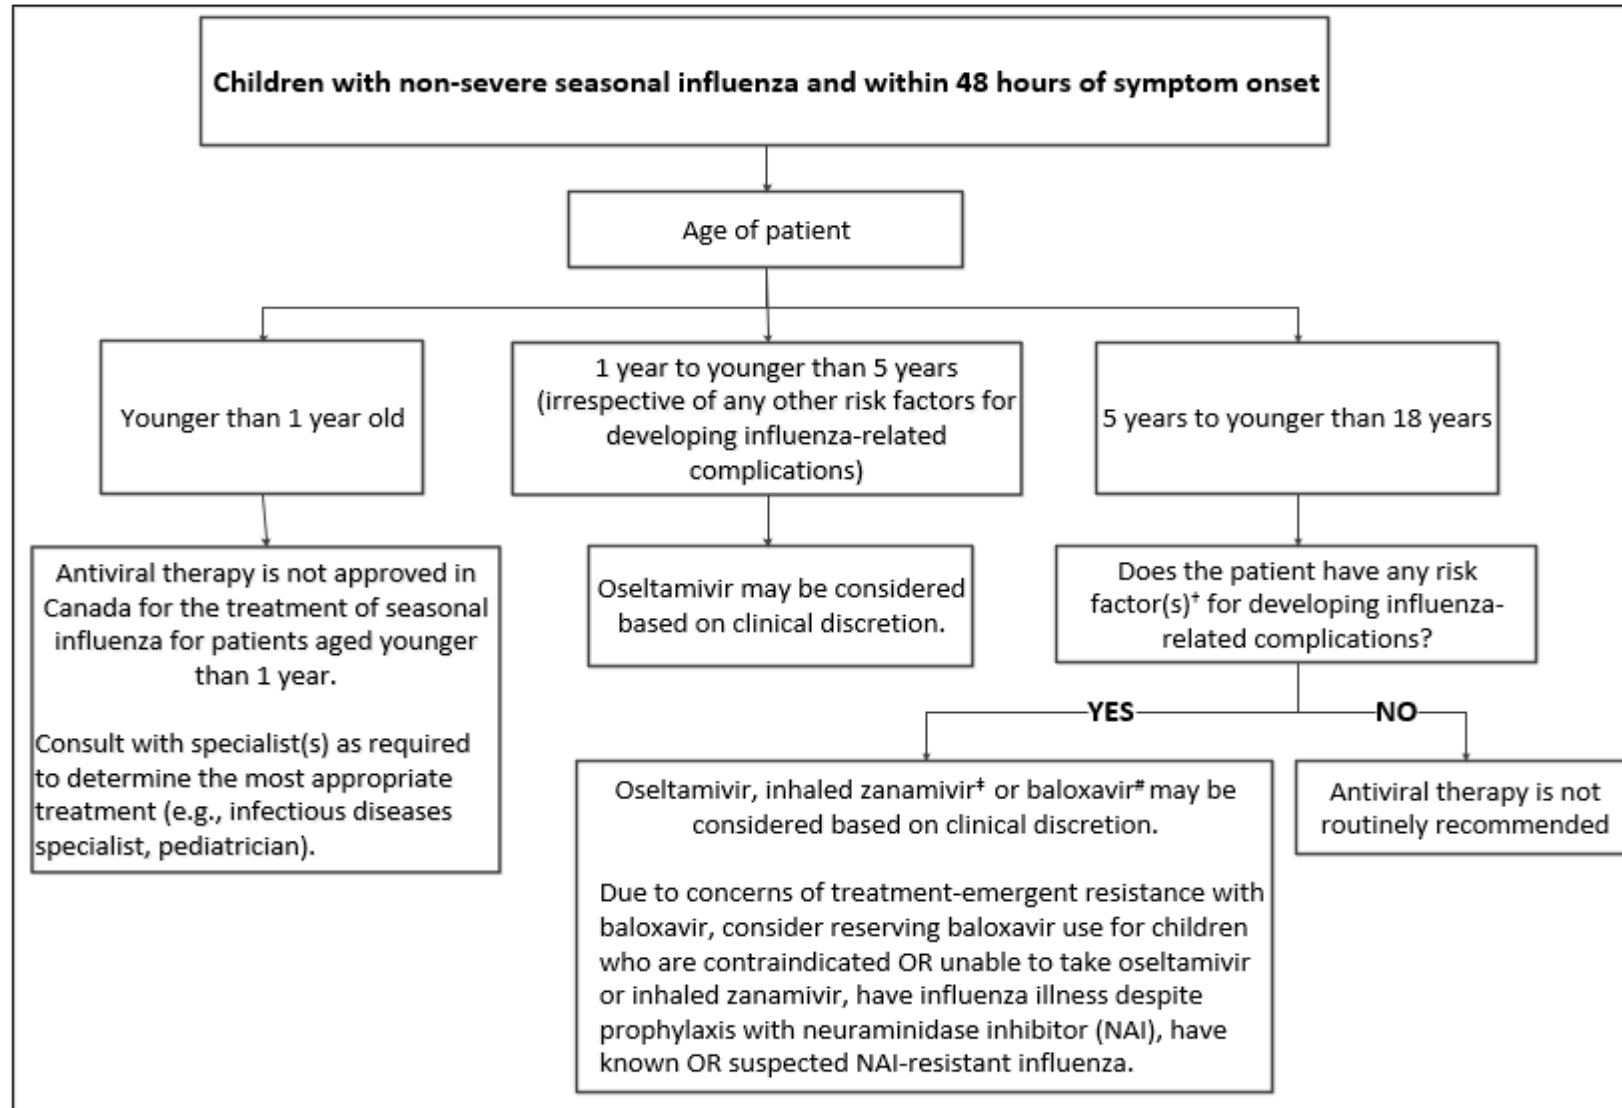 Children with non-severe seasonal influenza and within 48 hours of symptom onset
Age of patient
Younger than 1 year old
1 year to younger than 5 years
(irrespective of any other risk factors for
developing influenza-related
complications)
5 years to younger than 18 years
Antiviral therapy is not approved in
Canada for the treatment of seasonal
influenza for patients aged younger
than 1 year.
Consult with specialist(s) as required
to determine the most appropriate
treatment (e.g., infectious diseases
specialist, pediatrician).
Oseltamivir may be considered
based on clinical discretion.
Does the patient have any risk
factor(s)† for developing influenza-
related complications?
YES
NO
Oseltamivir, inhaled zanamivir‡ or baloxavir# may be
considered based on clinical discretion.
Due to concerns of treatment-emergent resistance with
baloxavir, consider reserving baloxavir use for children
who are contraindicated OR unable to take oseltamivir
or inhaled zanamivir, have influenza illness despite
prophylaxis with neuraminidase inhibitor (NAI), have
known OR suspected NAI-resistant influenza.
Antiviral therapy is not
routinely recommended